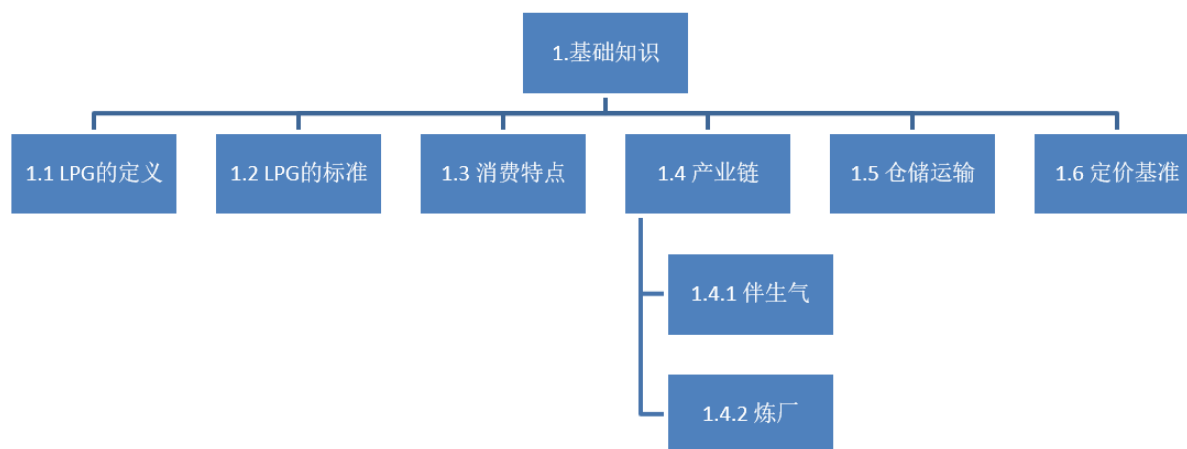 1.基础知识
1.1 LPG的定义
1.2 LPG的标准
1.3 消费特点
1.4 产业链
1.5 仓储运输
1.6 定价基准
1.4.1 伴生气
1.4.2 炼厂